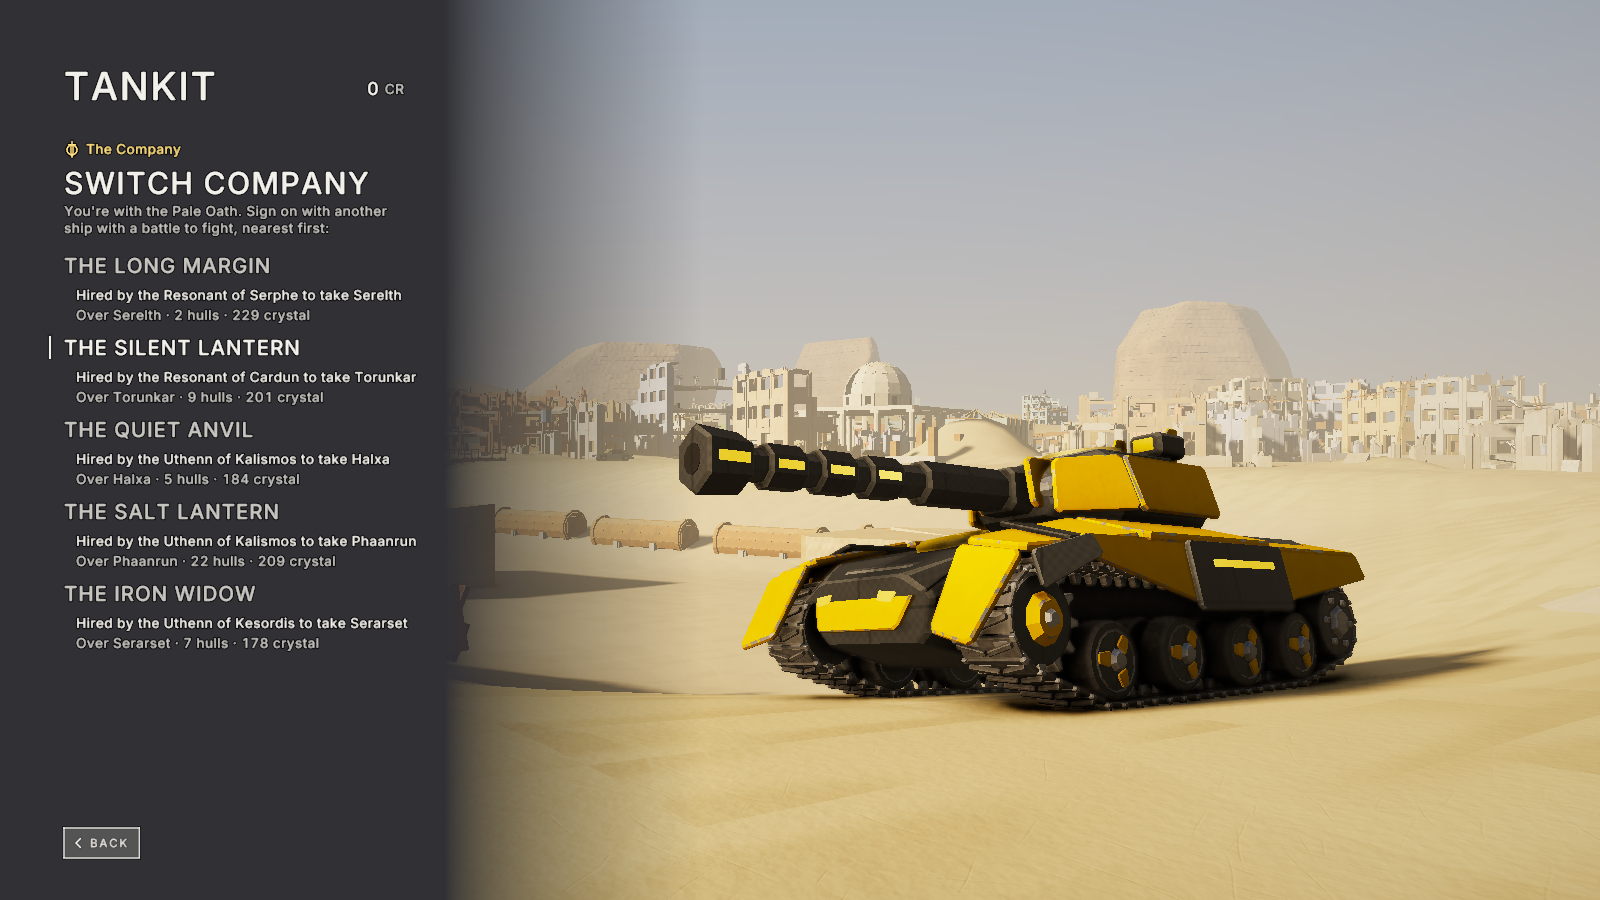 TANKIT
0 CR
The Company
SWITCH COMPANY
You're with the Pale Oath. Sign on with another
ship with a battle to fight, nearest first:
THE LONG MARGIN
Hired by the Resonant of Serphe to take Serelth
Over Serelth · 2 hulls · 229 crystal
THE SILENT LANTERN
Hired by the Resonant of Cardun to take Torunkar
Over Torunkar · 9 hulls · 201 crystal
THE QUIET ANVIL
Hired by the Uthenn of Kalismos to take Halxa
Over Halxa · 5 hulls · 184 crystal
THE SALT LANTERN
Hired by the Uthenn of Kalismos to take Phaanrun
Over Phaanrun · 22 hulls · 209 crystal
THE IRON WIDOW
Hired by the Uthenn of Kesordis to take Serarset
Over Serarset · 7 hulls · 178 crystal
BACK